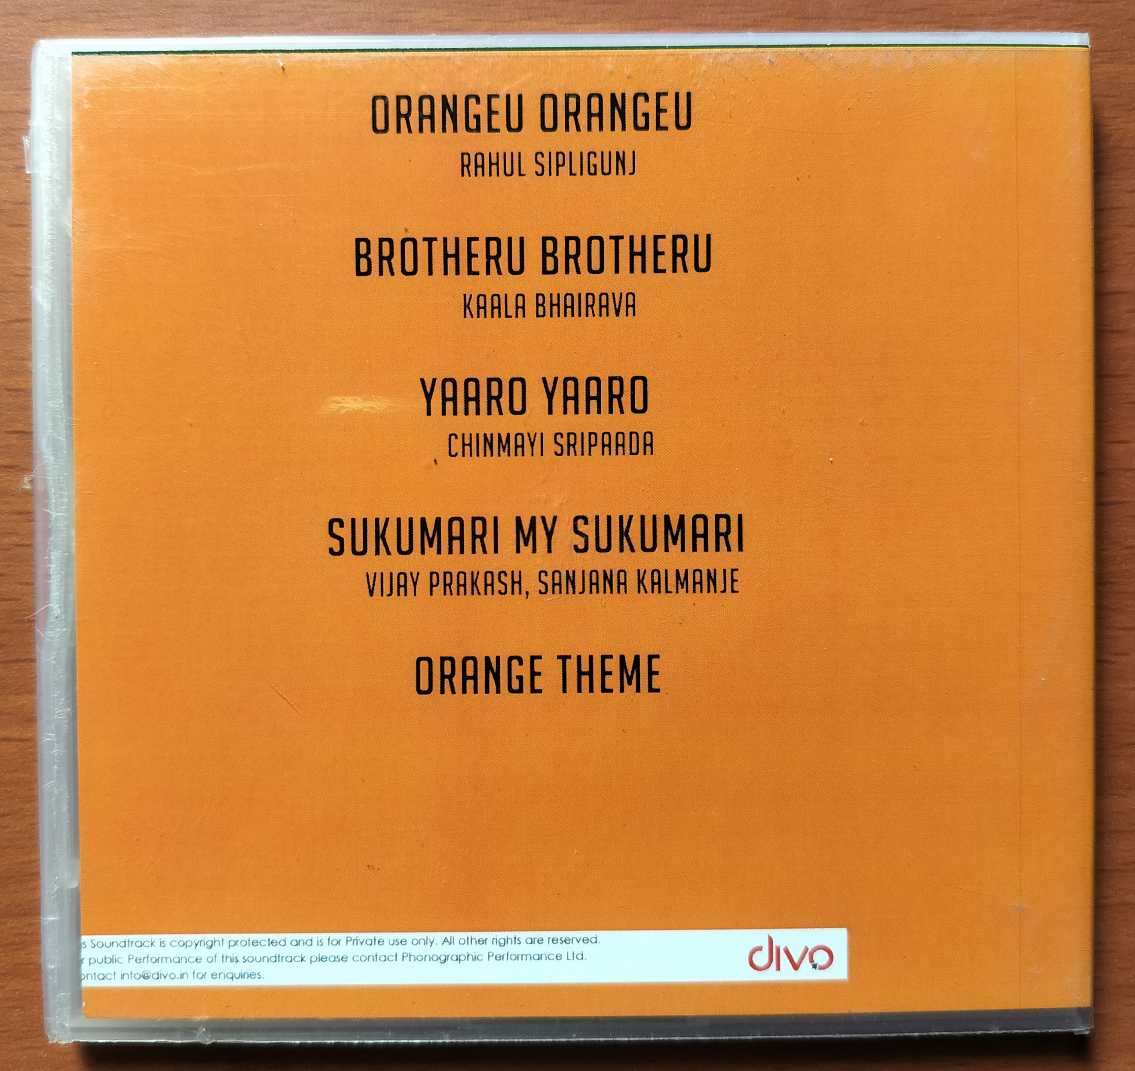 ORANGEU ORANGEU
RAHUL SIPLIGUNJ
BROTHERU BROTHERU
KAALA BHAIRAVA
YAARO YAARO
CHINMAYI SRIPAADA
SUKUMARI MY SUKUMARI
VIJAY PRAKASH, SANJANA KALMANJE
ORANGE THEME
s Soundtrack is copyright protected and is for Private use only. All other rights are reserved.
r public Performance of this soundtrack please contact Phonographic Performance Ltd.
ontact info@divo.in for enquiries.
divo